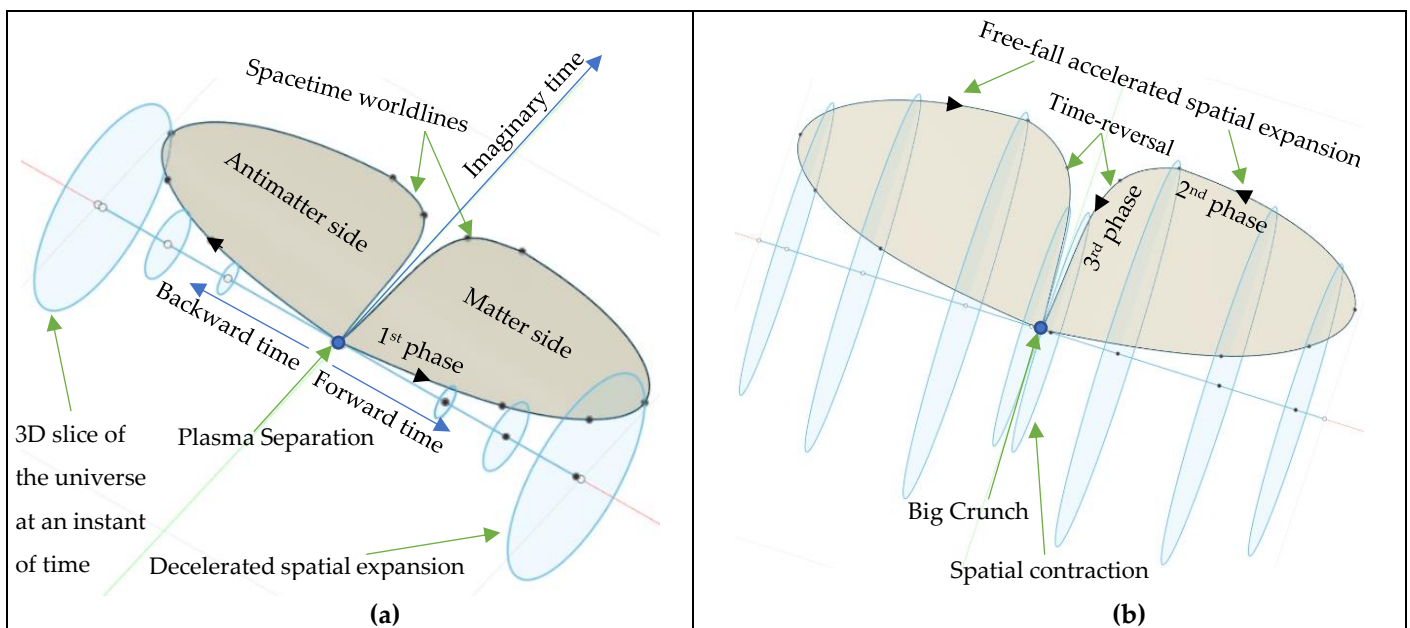 Spacetime worldlines
Imaginary time
Antimatter side
Matter side
1st phase
Backward time
Forward time
Plasma Separation
3D slice of
the universe
at an instant
of time
Decelerated spatial expansion
(a)
Free-fall accelerated spatial expansion
Time-reversal
2nd phase
3rd phase
Big Crunch
Spatial contraction
(b)